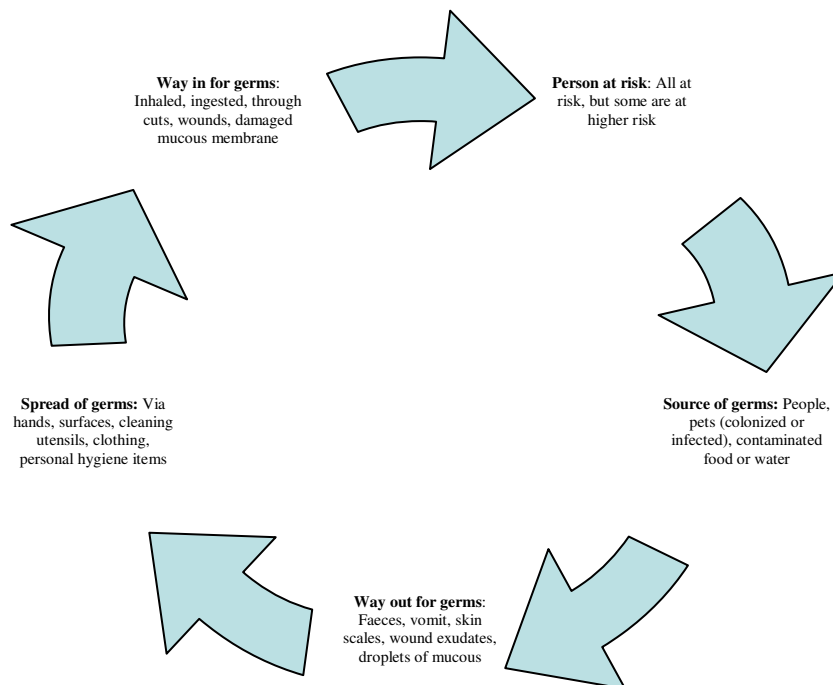 Way in for germs:
Inhaled, ingested, through
cuts, wounds, damaged
mucous membrane
Person at risk: All at
risk, but some are at
higher risk
Source of germs: People,
pets (colonized or
infected), contaminated
food or water
Way out for germs:
Faeces, vomit, skin
scales, wound exudates,
droplets of mucous
Spread of germs: Via
hands, surfaces, cleaning
utensils, clothing,
personal hygiene items